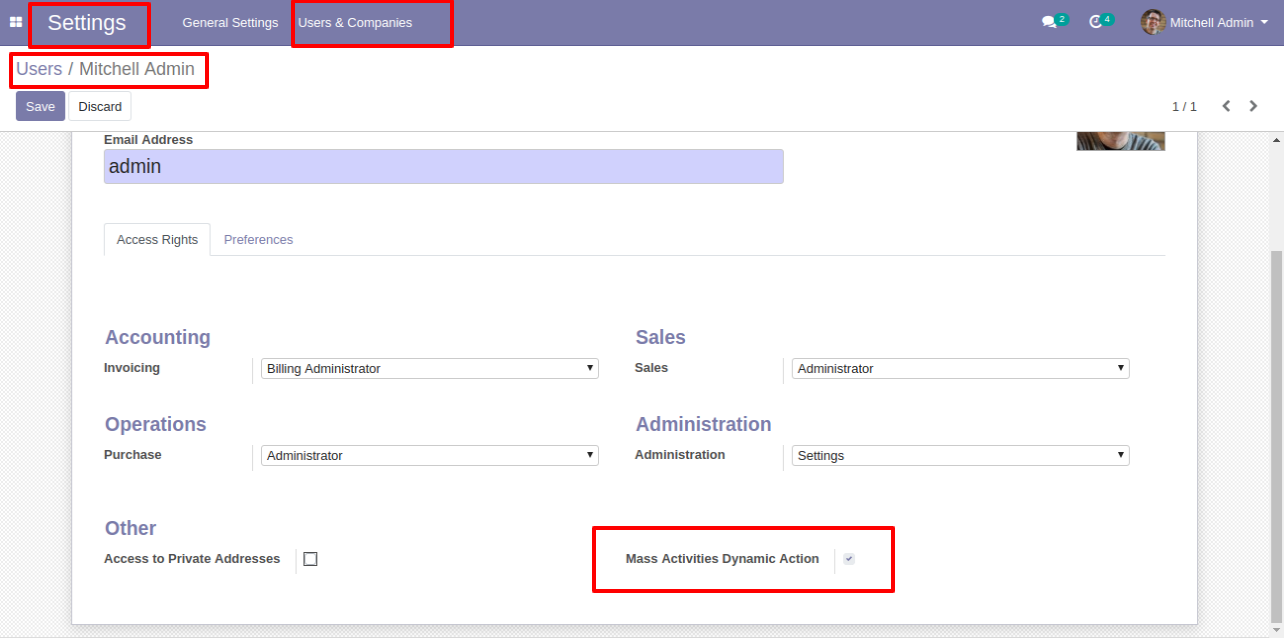 Settings General Settings Users & Companies 2 4 Mitchell Admin
Users / Mitchell Admin
Save Discard 1 / 1
Email Address
admin
Access Rights Preferences
Accounting Sales
Invoicing Billing Administrator Sales Administrator
Operations Administration
Purchase Administrator Administration Settings
Other
Access to Private Addresses Mass Activities Dynamic Action